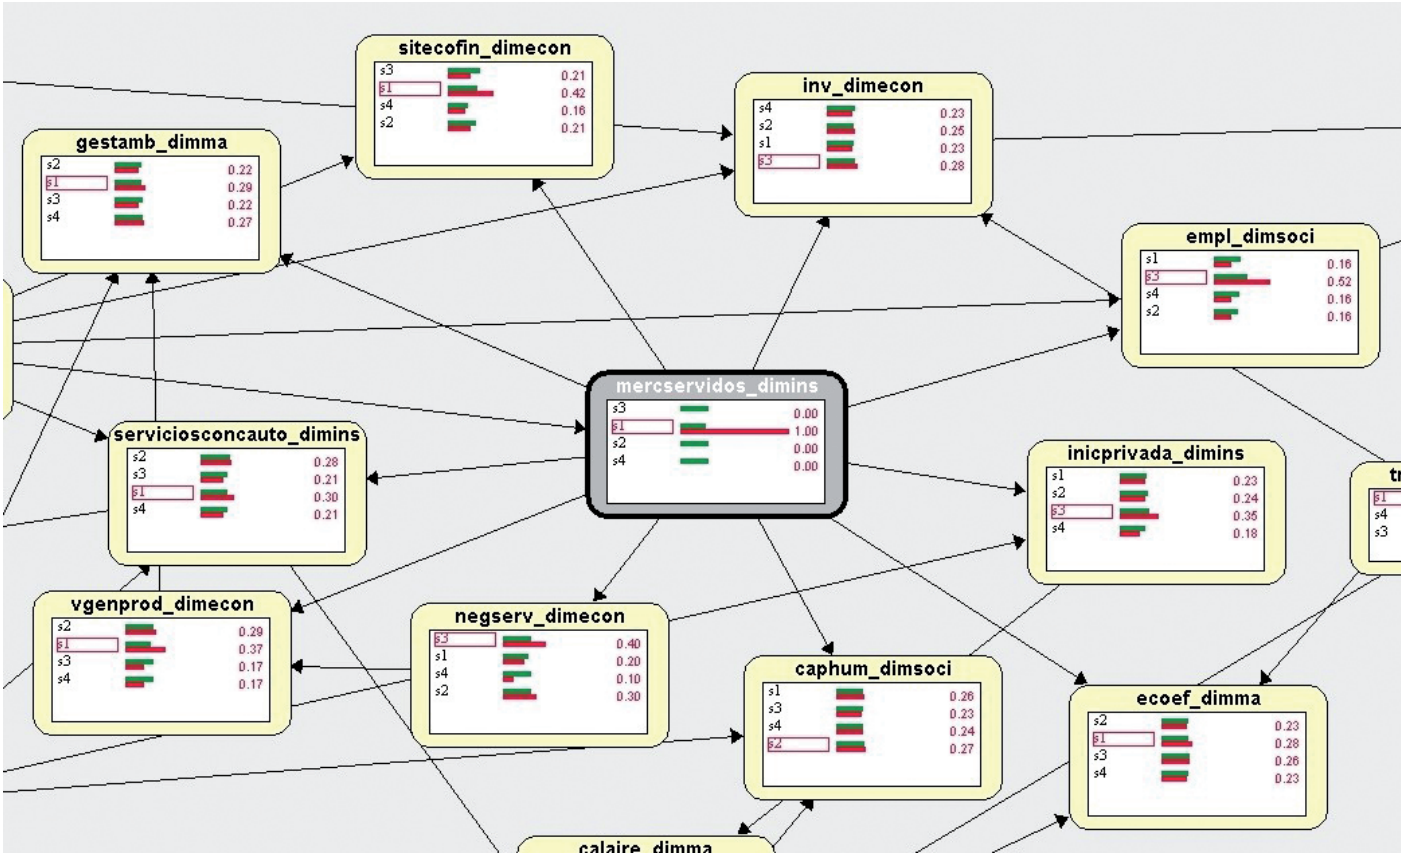 sitecofin_dimecon
s3 0.21
s1 0.42
s4 0.16
s2 0.21
inv_dimecon
s4 0.23
s2 0.25
s1 0.23
s3 0.28
gestamb_dimma
s2 0.22
s1 0.29
s3 0.22
s4 0.27
empl_dimsoci
s1 0.16
s3 0.52
s4 0.16
s2 0.16
mercservidos_dimins
s3 0.00
s1 1.00
s2 0.00
s4 0.00
serviciosconcauto_dimins
s2 0.28
s3 0.21
s1 0.30
s4 0.21
inicprivada_dimins
s1 0.23
s2 0.24
s3 0.35
s4 0.18
tr
s1
s4
s3
vgenprod_dimecon
s2 0.29
s1 0.37
s3 0.17
s4 0.17
negserv_dimecon
s3 0.40
s1 0.20
s4 0.10
s2 0.30
caphum_dimsoci
s1 0.26
s3 0.23
s4 0.24
s2 0.27
ecoef_dimma
s2 0.23
s1 0.28
s3 0.26
s4 0.23
calaire_dimma